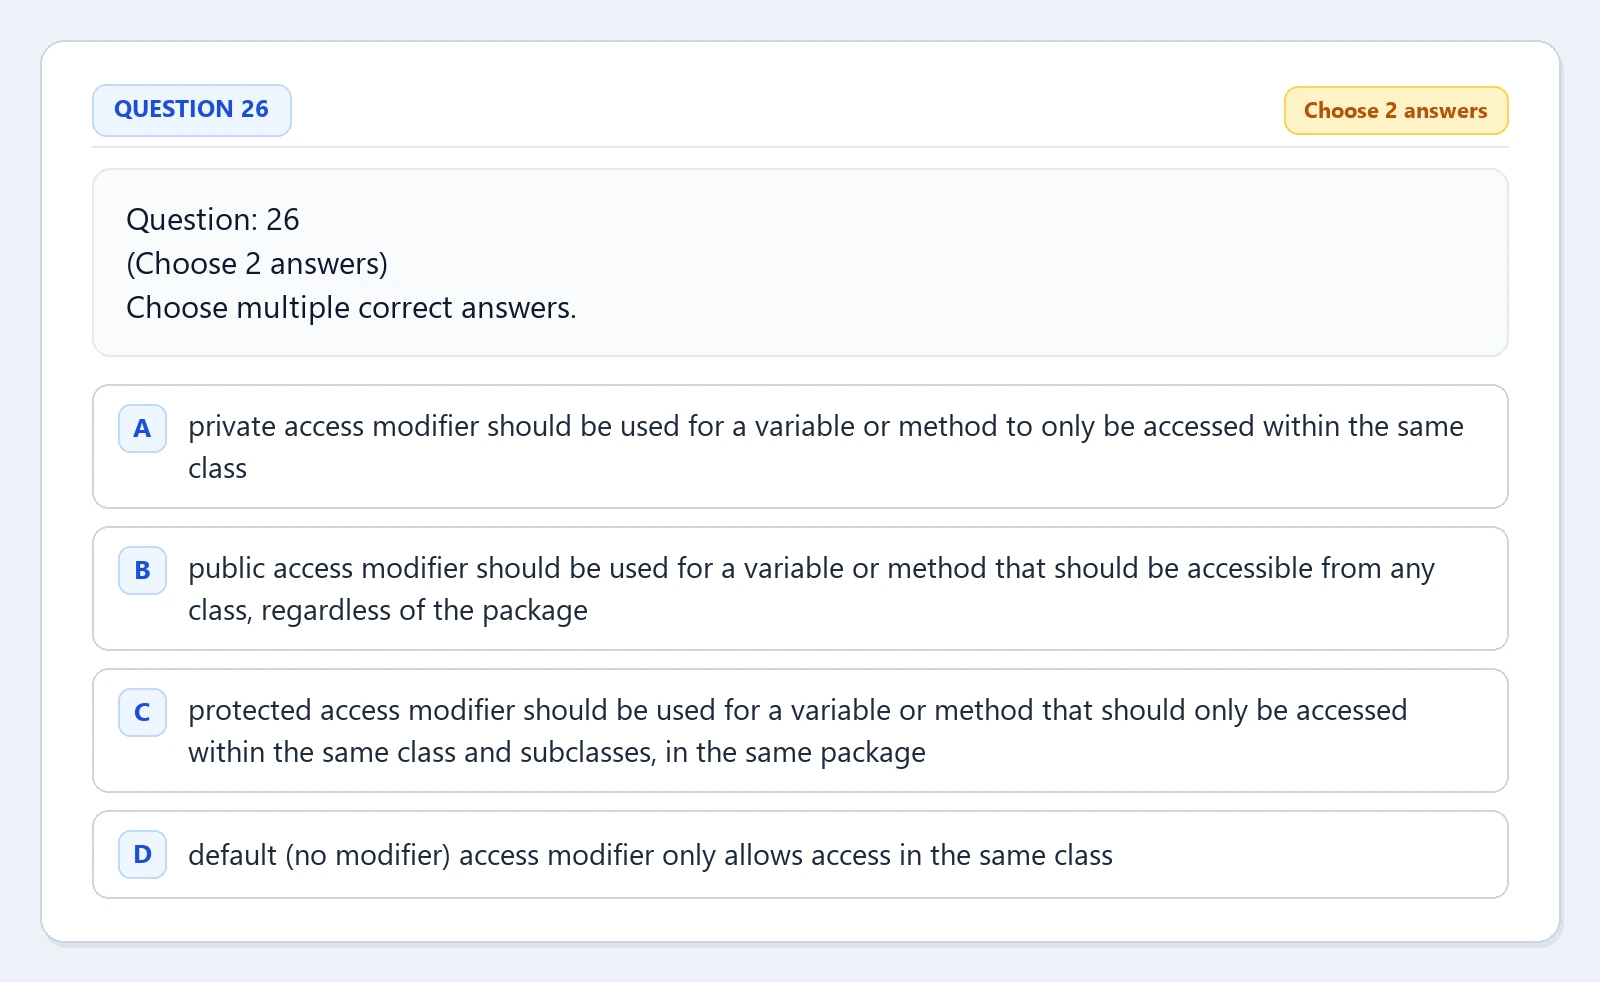 QUESTION 26
Choose 2 answers
Question: 26
(Choose 2 answers)
Choose multiple correct answers.
A
private access modifier should be used for a variable or method to only be accessed within the same
class
B
public access modifier should be used for a variable or method that should be accessible from any
class, regardless of the package
C
protected access modifier should be used for a variable or method that should only be accessed
within the same class and subclasses, in the same package
D
default (no modifier) access modifier only allows access in the same class